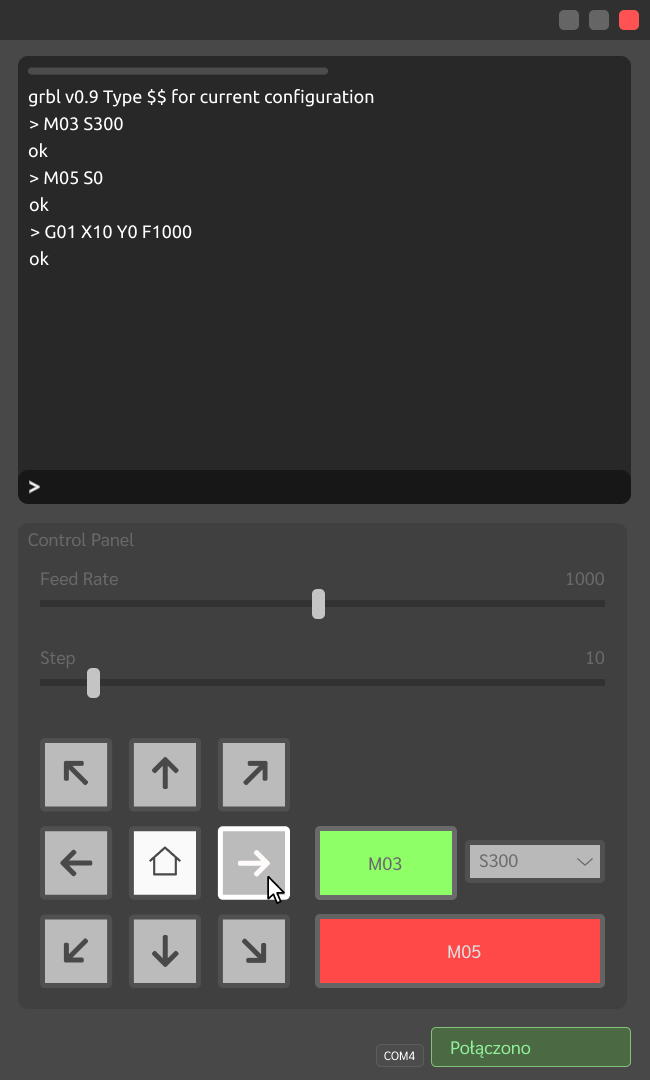 grbl v0.9 Type $$ for current configuration
> M03 S300
ok
> M05 S0
ok
> G01 X10 Y0 F1000
ok
>
Control Panel
Feed Rate 1000
Step 10
M03 S300
M05
COM4 Połączono